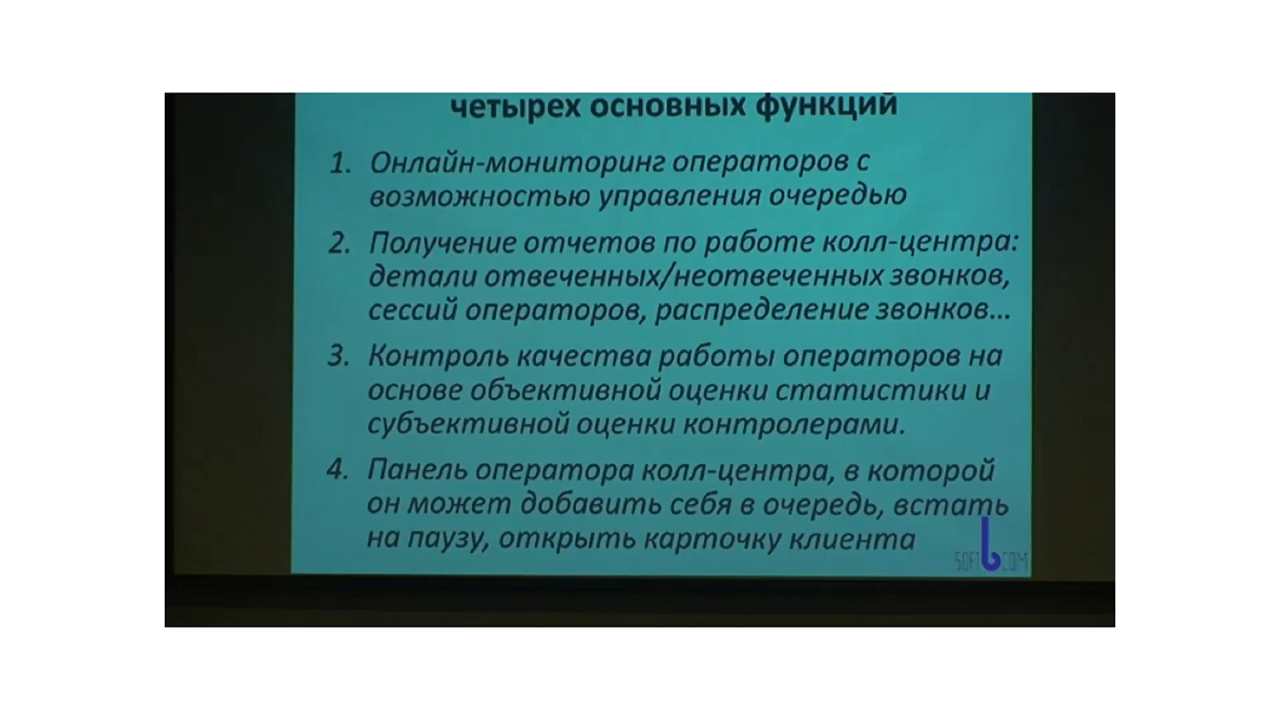 четырех основных функций
1. Онлайн-мониторинг операторов с
возможностью управления очередью
2. Получение отчетов по работе колл-центра:
детали отвеченных/неотвеченных звонков,
сессий операторов, распределение звонков...
3. Контроль качества работы операторов на
основе объективной оценки статистики и
субъективной оценки контролерами.
4. Панель оператора колл-центра, в которой
он может добавить себя в очередь, встать
на паузу, открыть карточку клиента
SOFT b COM